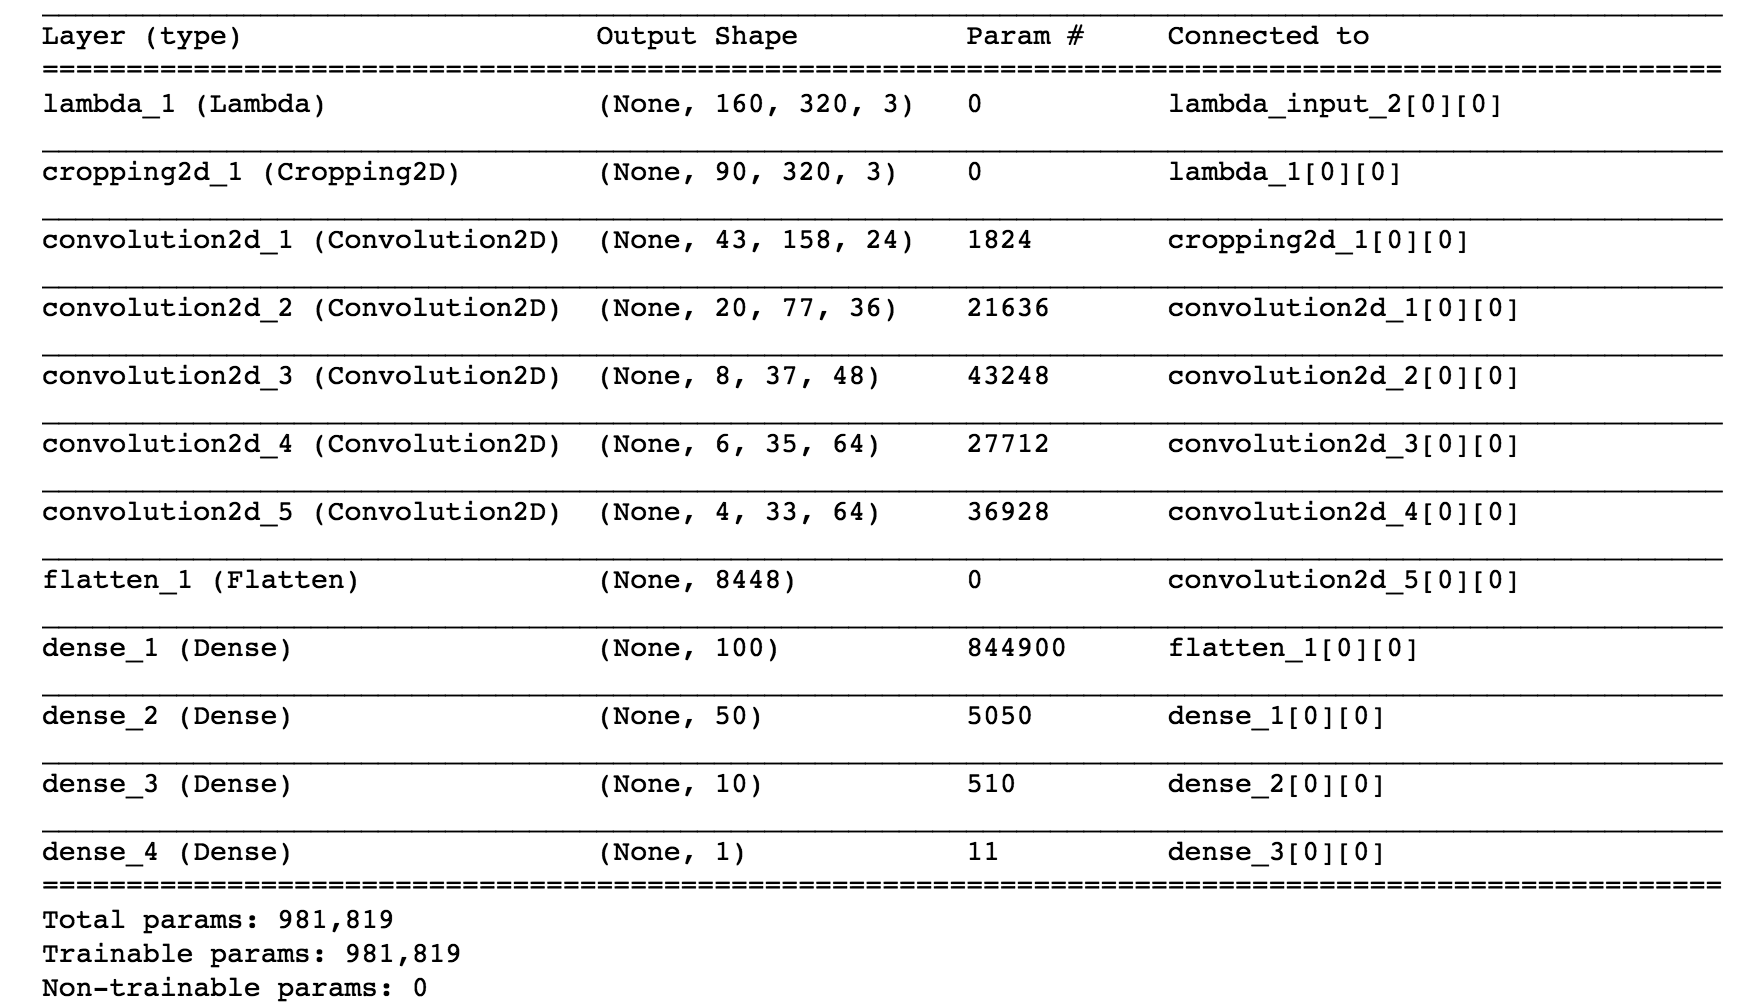 Layer (type) Output Shape Param # Connected to
lambda_1 (Lambda) (None, 160, 320, 3) 0 lambda_input_2[0][0]
cropping2d_1 (Cropping2D) (None, 90, 320, 3) 0 lambda_1[0][0]
convolution2d_1 (Convolution2D) (None, 43, 158, 24) 1824 cropping2d_1[0][0]
convolution2d_2 (Convolution2D) (None, 20, 77, 36) 21636 convolution2d_1[0][0]
convolution2d_3 (Convolution2D) (None, 8, 37, 48) 43248 convolution2d_2[0][0]
convolution2d_4 (Convolution2D) (None, 6, 35, 64) 27712 convolution2d_3[0][0]
convolution2d_5 (Convolution2D) (None, 4, 33, 64) 36928 convolution2d_4[0][0]
flatten_1 (Flatten) (None, 8448) 0 convolution2d_5[0][0]
dense_1 (Dense) (None, 100) 844900 flatten_1[0][0]
dense_2 (Dense) (None, 50) 5050 dense_1[0][0]
dense_3 (Dense) (None, 10) 510 dense_2[0][0]
dense_4 (Dense) (None, 1) 11 dense_3[0][0]
Total params: 981,819
Trainable params: 981,819
Non-trainable params: 0